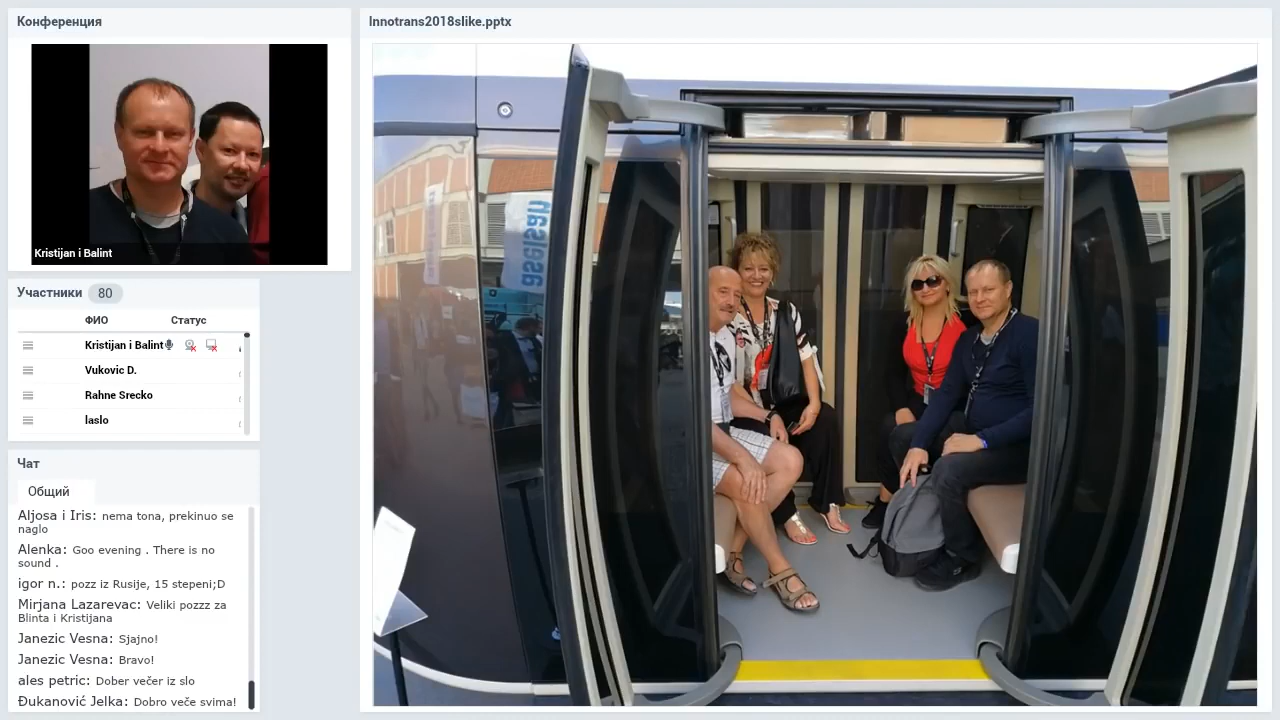 Конференция
Kristijan i Balint
Участники 80
ФИО Статус
Kristijan i Balint
Vukovic D.
Rahne Srecko
laslo
Чат
Общий
Aljosa i Iris: nema tona, prekinuo se
naglo
Alenka: Goo evening . There is no
sound .
igor n.: pozz iz Rusije, 15 stepeni;D
Mirjana Lazarevac: Veliki pozzz za
Blinta i Kristijana
Janezic Vesna: Sjajno!
Janezic Vesna: Bravo!
ales petric: Dober večer iz slo
Đukanović Jelka: Dobro veče svima!
Innotrans2018slike.pptx
aselsan